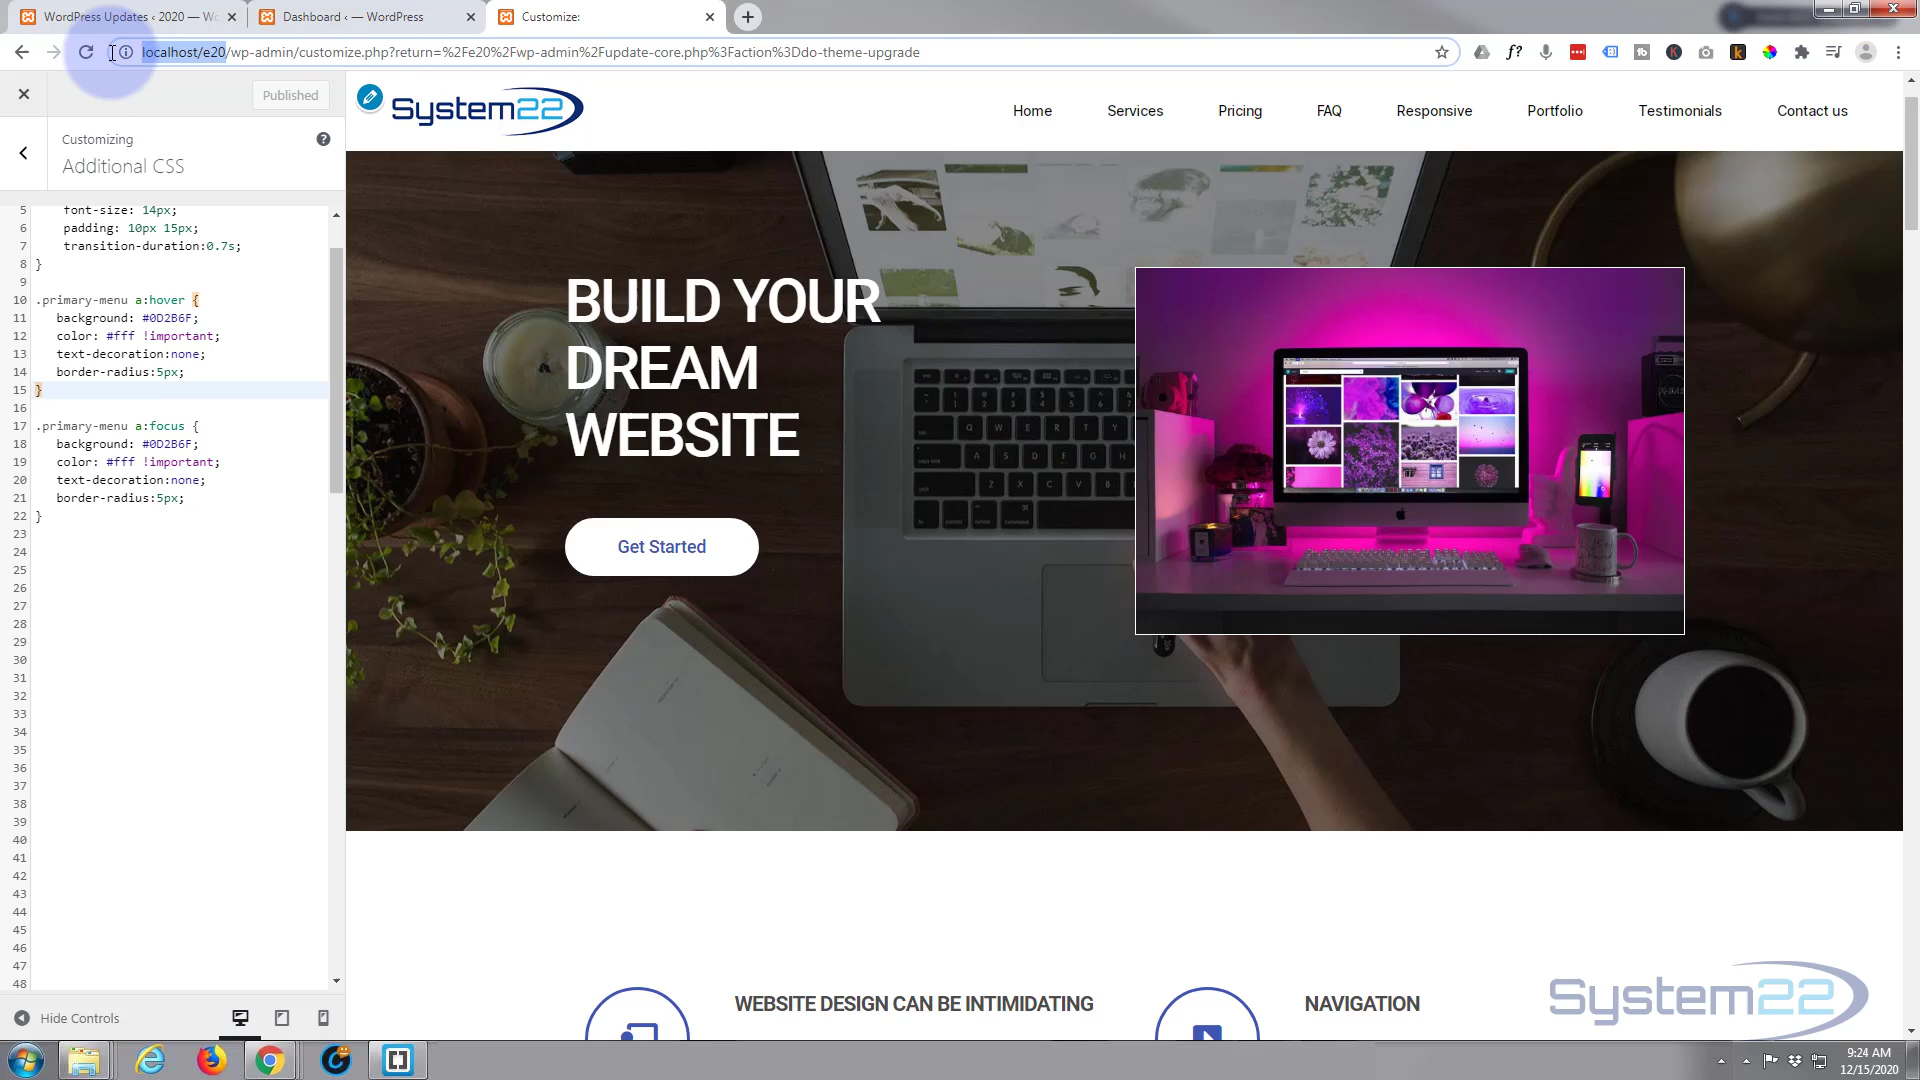 WordPress Updates ‹ 2020 — Wo
Dashboard ‹ — WordPress
Customize:
localhost/e20/wp-admin/customize.php?return=%2Fe20%2Fwp-admin%2Fupdate-core.php%3Faction%3Ddo-theme-upgrade
Published
Customizing
Additional CSS
System22
Home
Services
Pricing
FAQ
Responsive
Portfolio
Testimonials
Contact us
5 font-size: 14px;
6 padding: 10px 15px;
7 transition-duration:0.7s;
8 }
9
10 .primary-menu a:hover {
11 background: #0D2B6F;
12 color: #fff !important;
13 text-decoration:none;
14 border-radius:5px;
15 }
16
17 .primary-menu a:focus {
18 background: #0D2B6F;
19 color: #fff !important;
20 text-decoration:none;
21 border-radius:5px;
22 }
23
24
25
26
27
28
29
30
31
32
33
34
35
36
37
38
39
40
41
42
43
44
45
46
47
48
BUILD YOUR
DREAM
WEBSITE
Get Started
WEBSITE DESIGN CAN BE INTIMIDATING
NAVIGATION
System22
Hide Controls
9:24 AM
12/15/2020